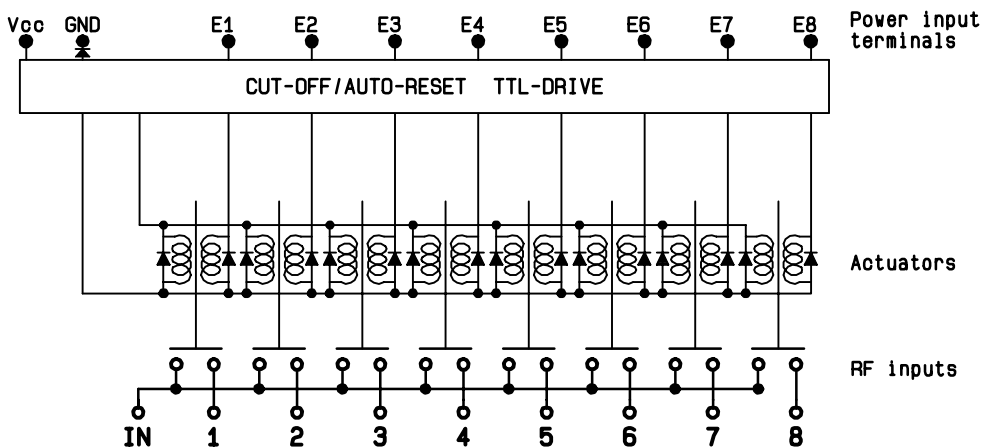 Vcc GND E1 E2 E3 E4 E5 E6 E7 E8 Power input
terminals
CUT-OFF/AUTO-RESET TTL-DRIVE
Actuators
RF inputs
IN 1 2 3 4 5 6 7 8